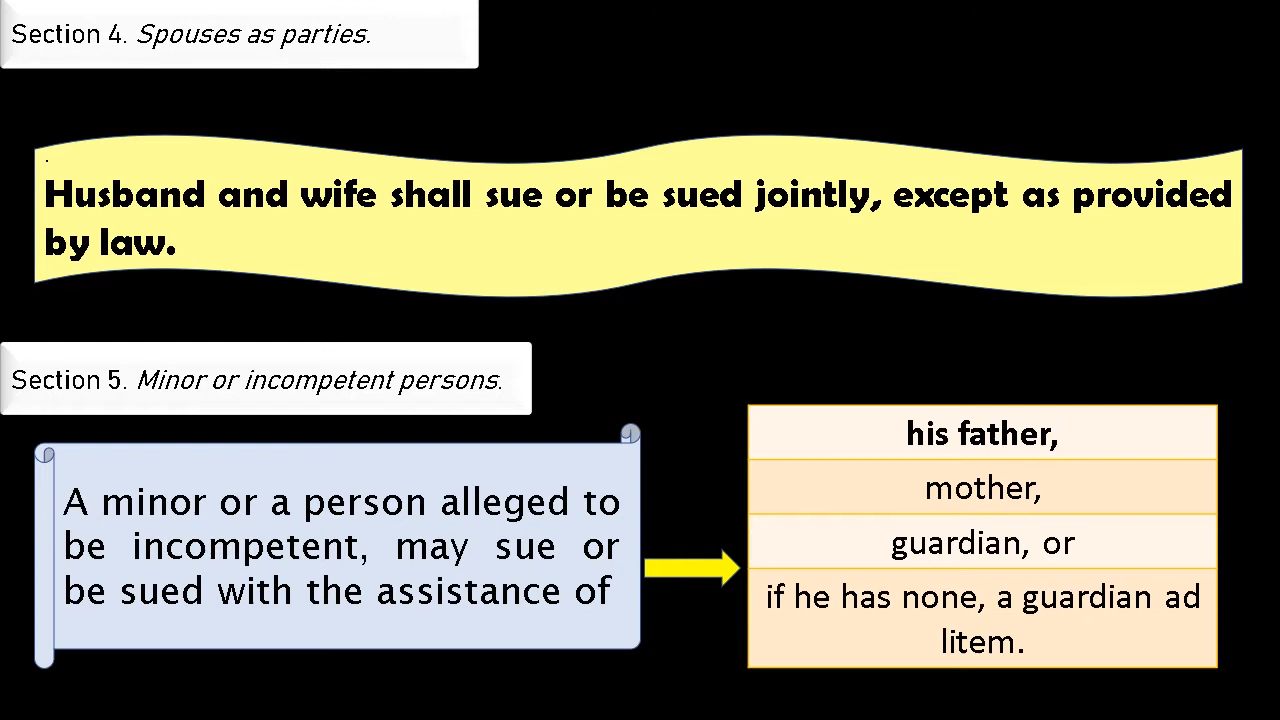 Section 4. Spouses as parties.
.
Husband and wife shall sue or be sued jointly, except as provided
by law.
Section 5. Minor or incompetent persons.
A minor or a person alleged to
be incompetent, may sue or
be sued with the assistance of
his father,
mother,
guardian, or
if he has none, a guardian ad
litem.